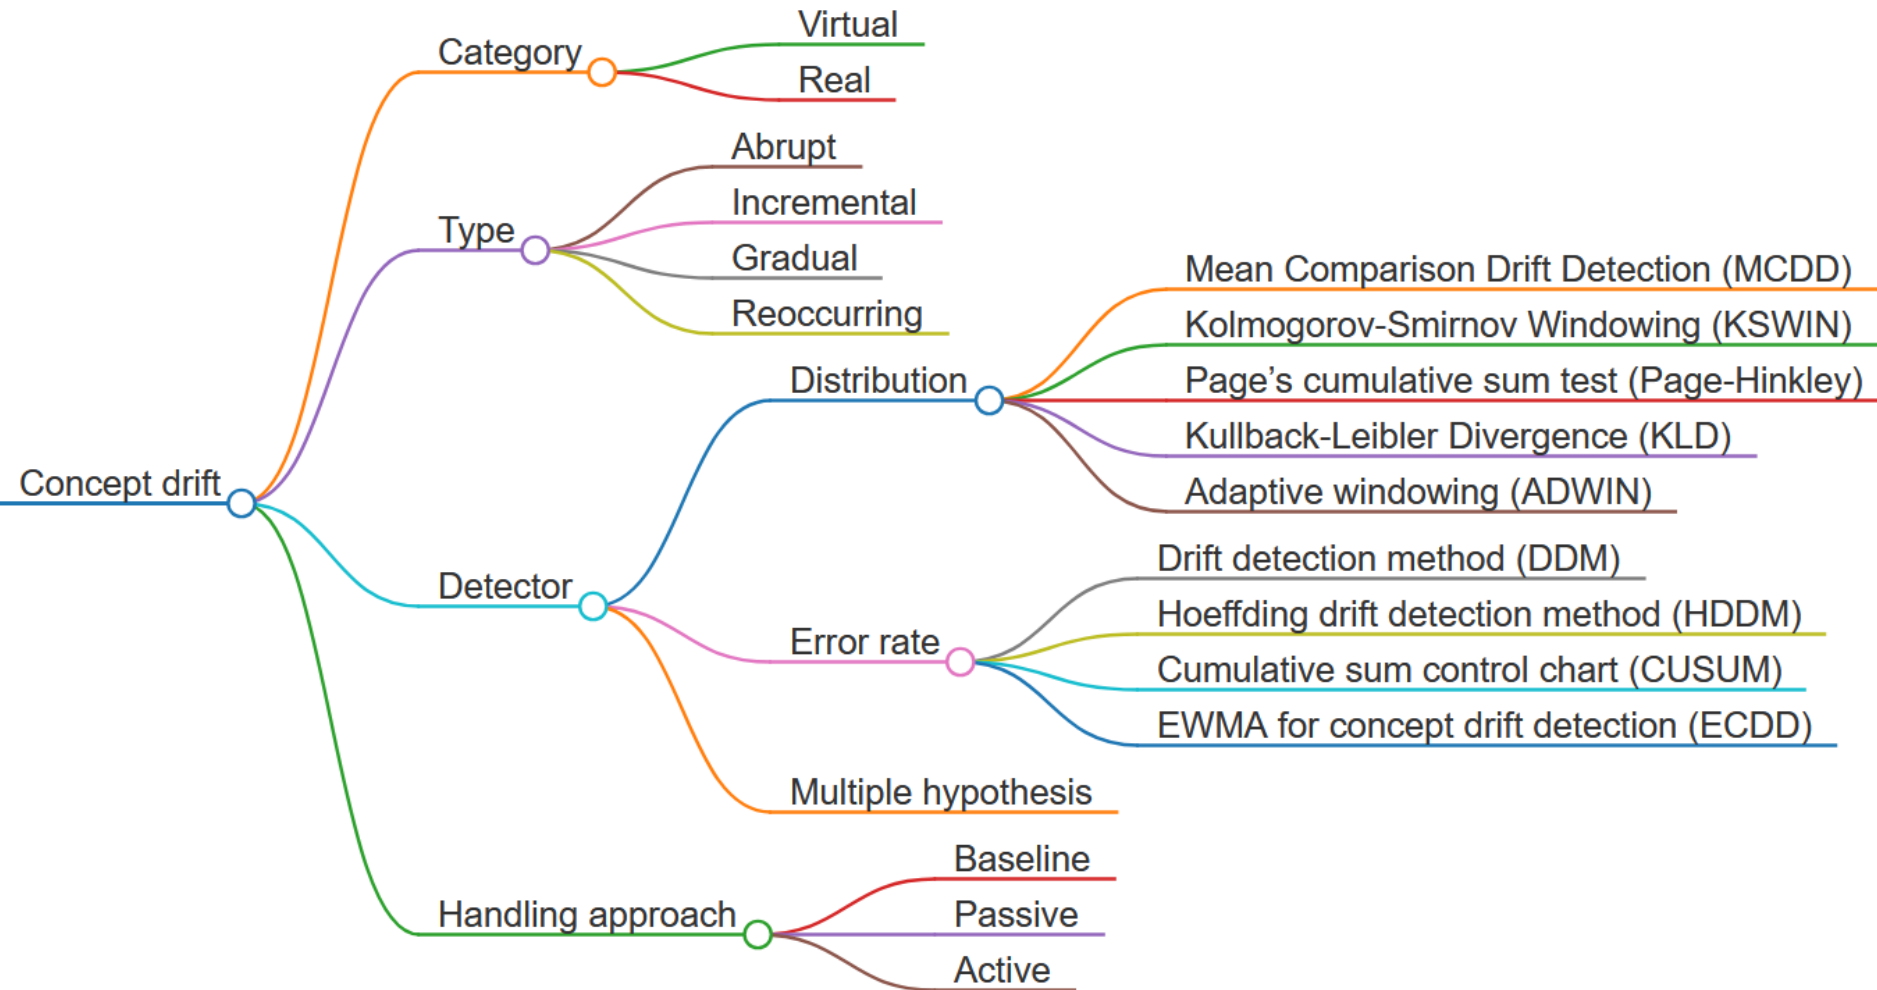 Concept drift
Category
Virtual
Real
Type
Abrupt
Incremental
Gradual
Reoccurring
Detector
Distribution
Mean Comparison Drift Detection (MCDD)
Kolmogorov-Smirnov Windowing (KSWIN)
Page’s cumulative sum test (Page-Hinkley)
Kullback-Leibler Divergence (KLD)
Adaptive windowing (ADWIN)
Error rate
Drift detection method (DDM)
Hoeffding drift detection method (HDDM)
Cumulative sum control chart (CUSUM)
EWMA for concept drift detection (ECDD)
Multiple hypothesis
Handling approach
Baseline
Passive
Active